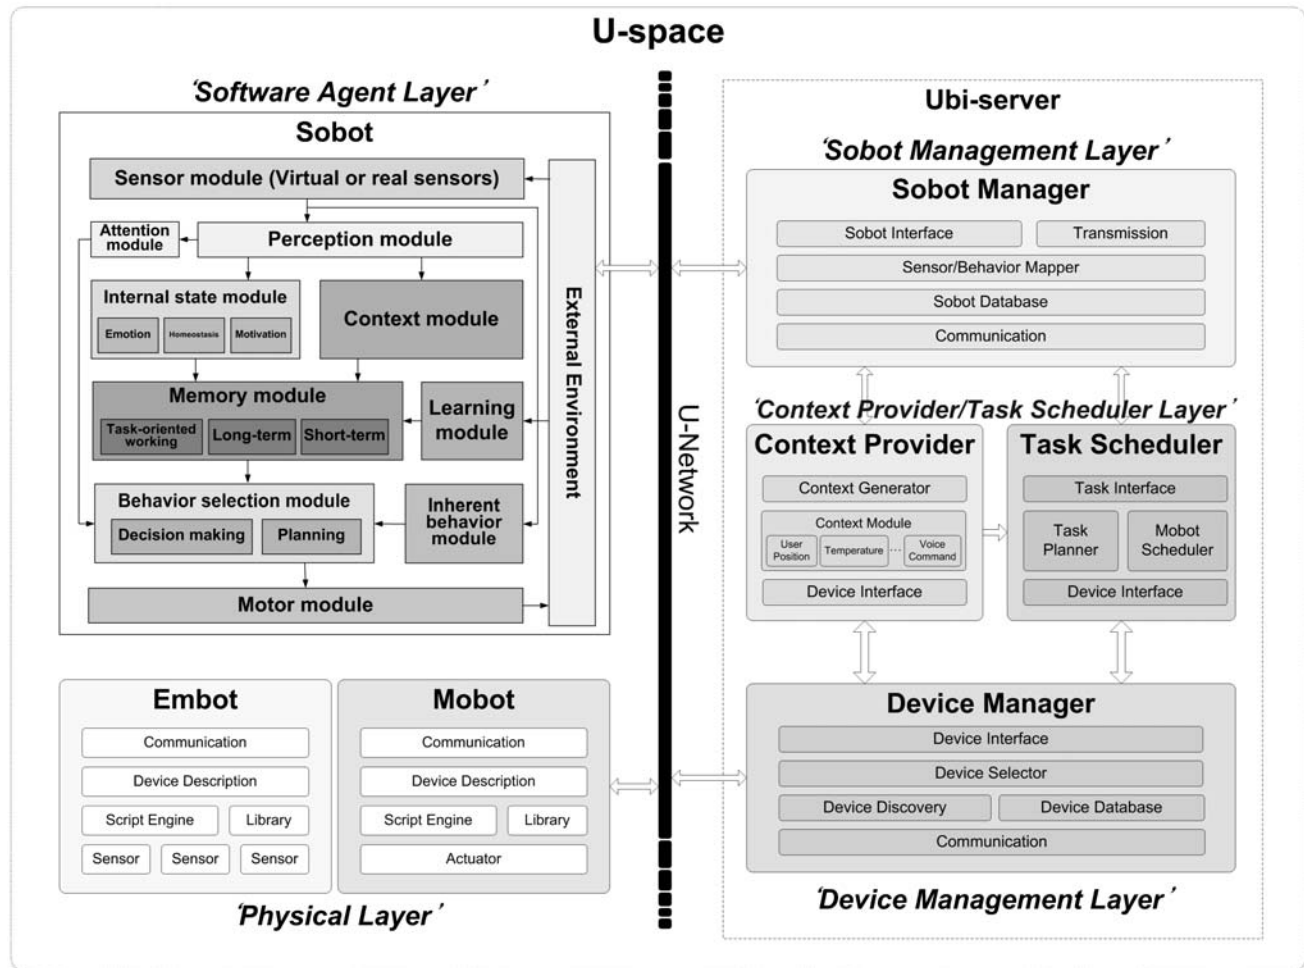 U-space
‘Software Agent Layer’
Sobot
Sensor module (Virtual or real sensors)
Attention
module
Perception module
Internal state module
Emotion
Homeostasis
Motivation
Context module
Memory module
Task-oriented
working
Long-term
Short-term
Learning
module
Behavior selection module
Decision making
Planning
Inherent
behavior
module
Motor module
External Environment
Embot
Communication
Device Description
Script Engine
Library
Sensor
Sensor
Sensor
Mobot
Communication
Device Description
Script Engine
Library
Actuator
‘Physical Layer’
U-Network
Ubi-server
‘Sobot Management Layer’
Sobot Manager
Sobot Interface
Transmission
Sensor/Behavior Mapper
Sobot Database
Communication
‘Context Provider/Task Scheduler Layer’
Context Provider
Context Generator
Context Module
User
Position
Temperature
...
Voice
Command
Device Interface
Task Scheduler
Task Interface
Task
Planner
Mobot
Scheduler
Device Interface
Device Manager
Device Interface
Device Selector
Device Discovery
Device Database
Communication
‘Device Management Layer’